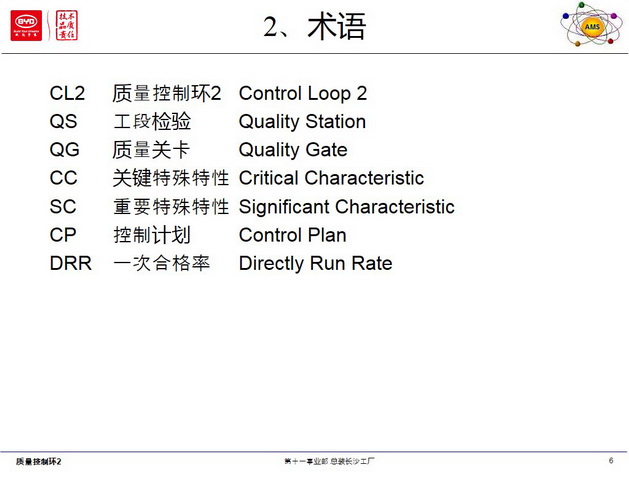 BYD
技术
品质
责任
2、术语
AMS
CL2 质量控制环2 Control Loop 2
QS 工段检验 Quality Station
QG 质量关卡 Quality Gate
CC 关键特殊特性 Critical Characteristic
SC 重要特殊特性 Significant Characteristic
CP 控制计划 Control Plan
DRR 一次合格率 Directly Run Rate
质量控制环2 第十一事业部 总装长沙工厂 6